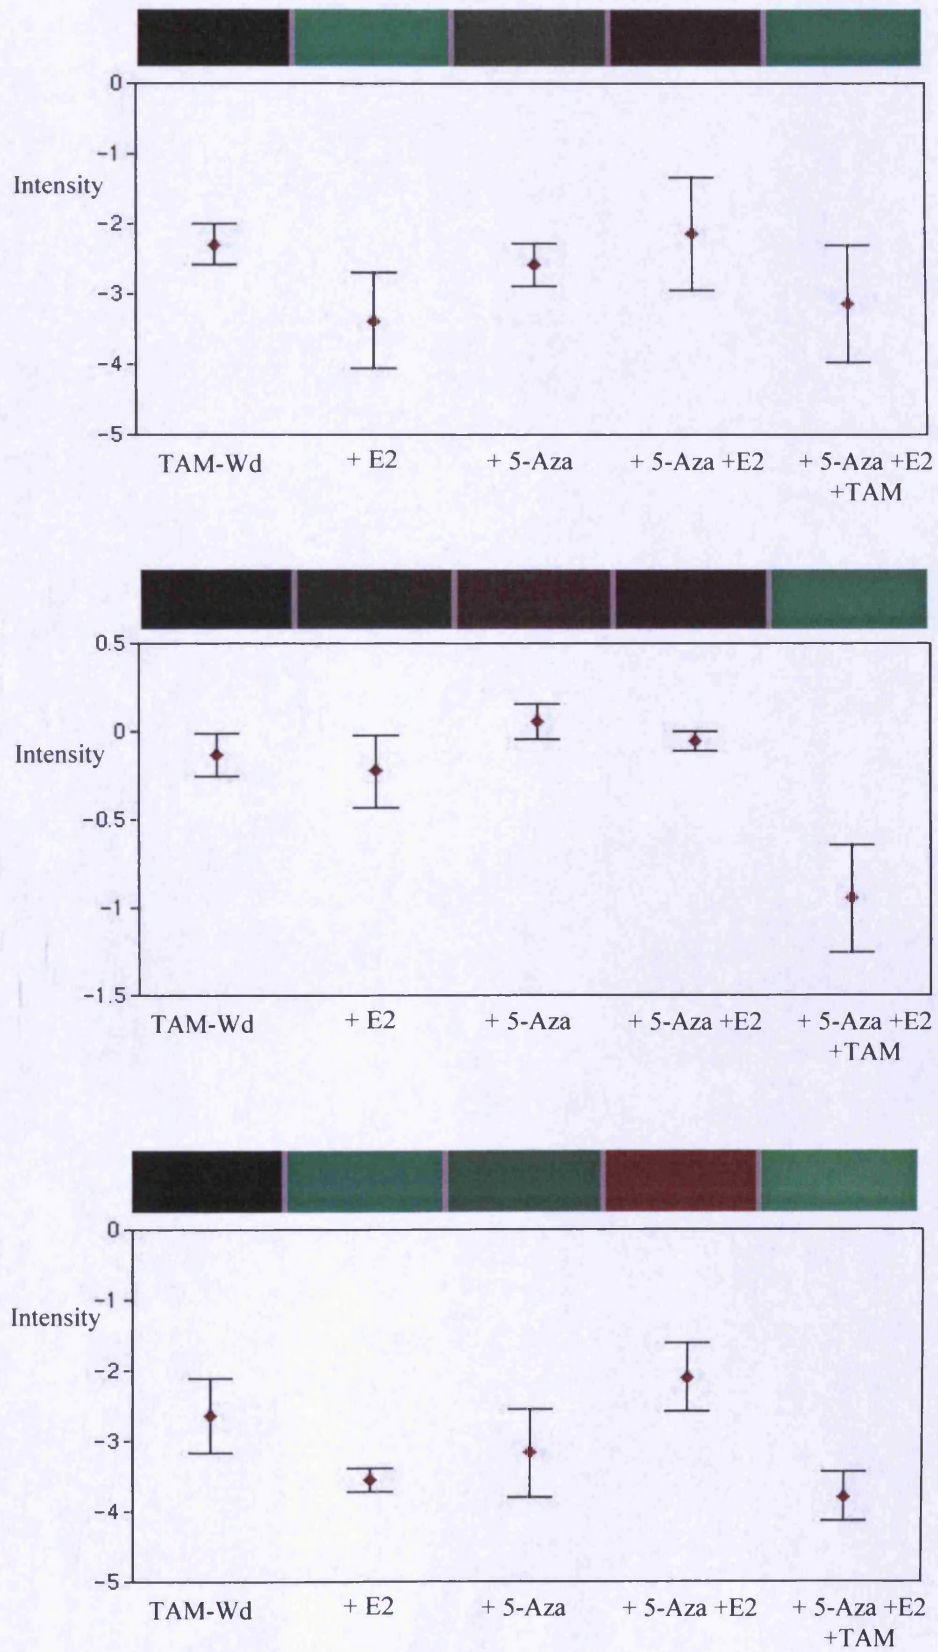 0
-1
Intensity
-2
-3
-4
-5
TAM-Wd + E2 + 5-Aza + 5-Aza +E2 + 5-Aza +E2
+TAM
0.5
0
Intensity
-0.5
-1
-1.5
TAM-Wd + E2 + 5-Aza + 5-Aza +E2 + 5-Aza +E2
+TAM
0
-1
Intensity
-2
-3
-4
-5
TAM-Wd + E2 + 5-Aza + 5-Aza +E2 + 5-Aza +E2
+TAM